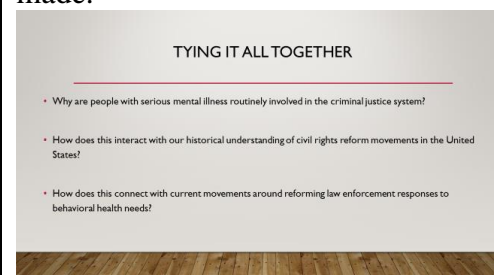 made.
TYING IT ALL TOGETHER
• Why are people with serious mental illness routinely involved in the criminal justice system?
• How does this interact with our historical understanding of civil rights reform movements in the United
States?
• How does this connect with current movements around reforming law enforcement responses to
behavioral health needs?